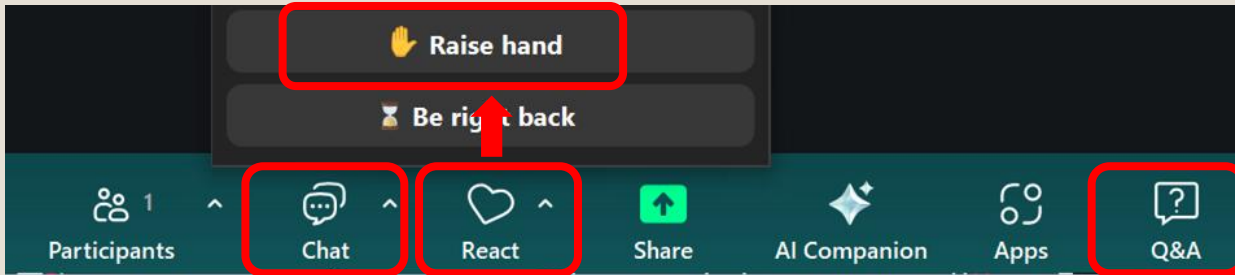 Raise hand
Be right back
1
Participants
Chat
React
Share
AI Companion
Apps
Q&A